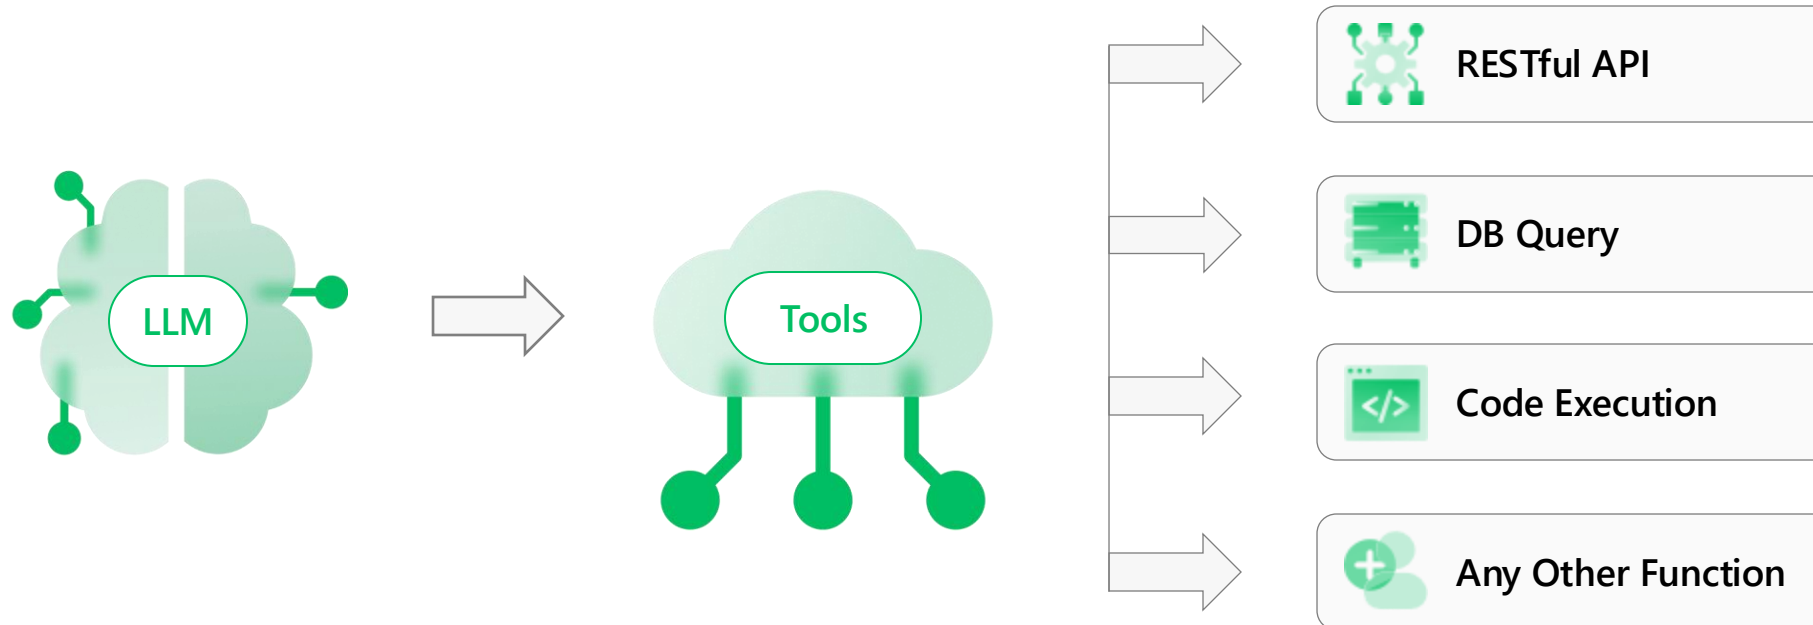 LLM
Tools
RESTful API
DB Query
</>
Code Execution
Any Other Function